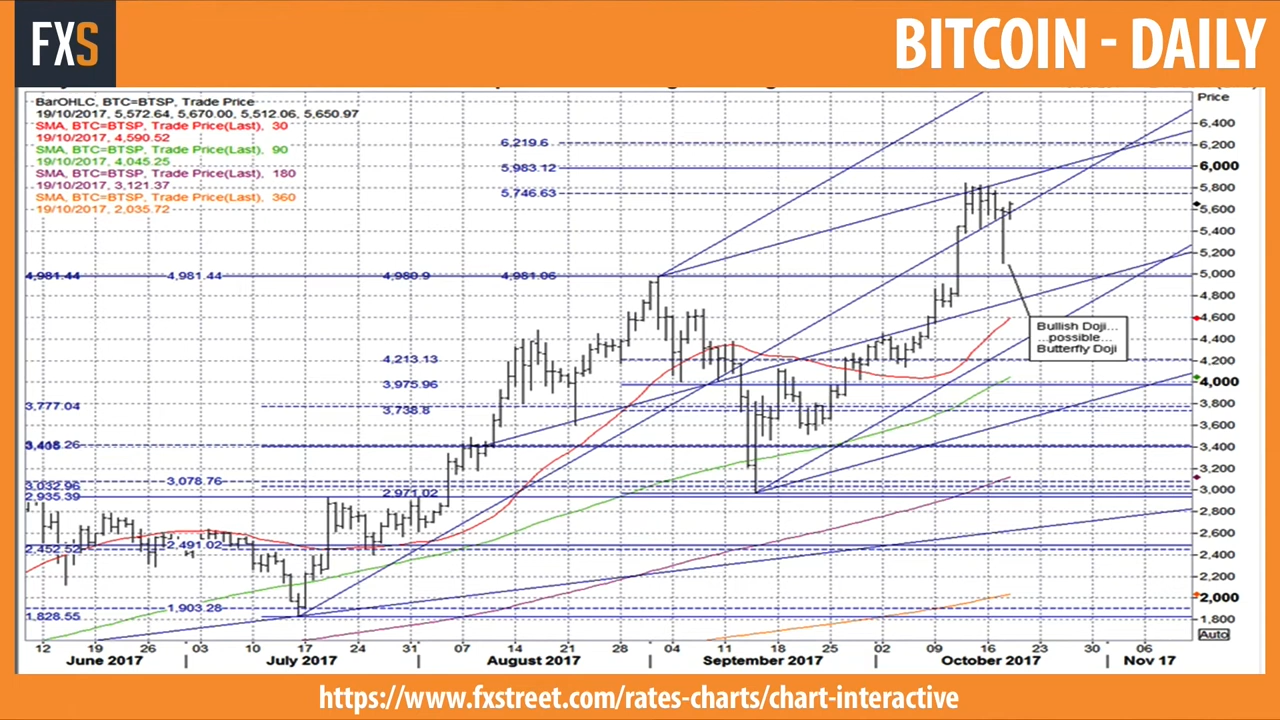 FXS
BITCOIN - DAILY
BarOHLC, BTC=BTSP, Trade Price
19/10/2017, 5,572.64, 5,670.00, 5,512.06, 5,650.97
SMA, BTC=BTSP, Trade Price(Last), 30
19/10/2017, 4,590.52
SMA, BTC=BTSP, Trade Price(Last), 90
19/10/2017, 4,045.25
SMA, BTC=BTSP, Trade Price(Last), 180
19/10/2017, 3,121.37
SMA, BTC=BTSP, Trade Price(Last), 360
19/10/2017, 2,035.72
Price
6,400
6,219.6
6,200
5,983.12
6,000
5,746.63
5,800
5,600
5,400
5,200
4,981.44 4,981.44 4,980.9 4,981.06
5,000
4,800
4,600
Bullish Doji...
...possible...
Butterfly Doji
4,400
4,213.13
4,200
3,975.96
4,000
3,777.04
3,738.8
3,800
3,600
3,400
3,200
3,078.76
3,032.96
2,935.39
2,971.02
3,000
2,800
2,600
2,452.52
2,491.02
2,400
2,200
1,903.28
2,000
1,828.55
1,800
Auto
12 19 26 03 10 17 24 31 07 14 21 28 04 11 18 25 02 09 16 23 30 06
June 2017 July 2017 August 2017 September 2017 October 2017 Nov 17
https://www.fxstreet.com/rates-charts/chart-interactive